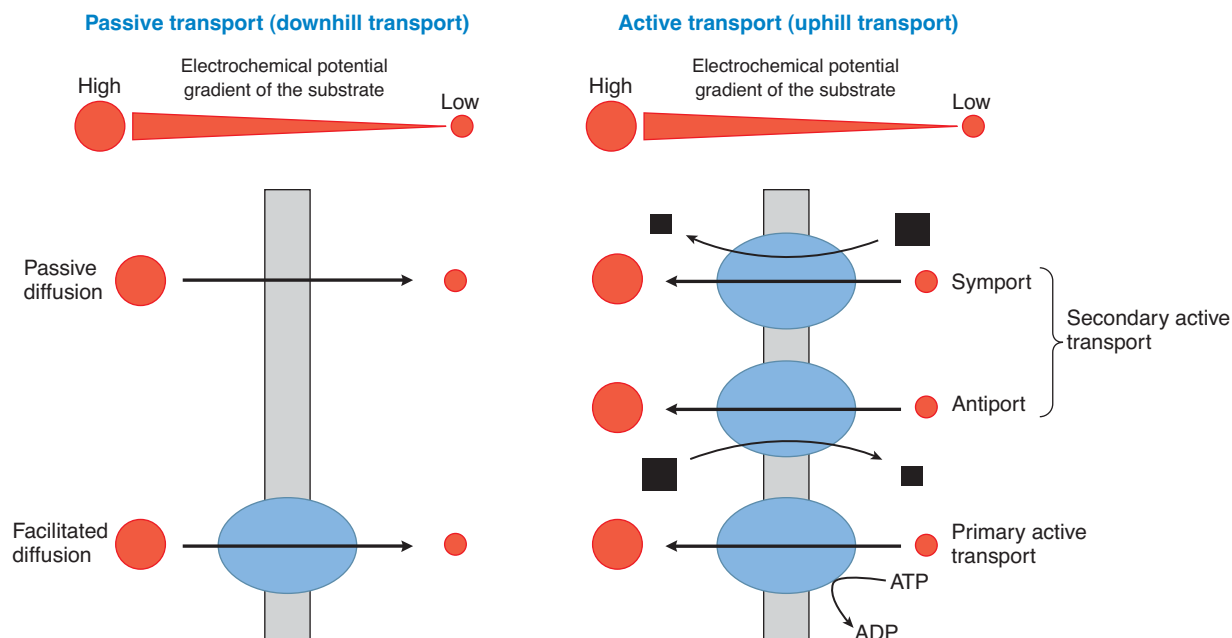 Passive transport (downhill transport)
Electrochemical potential
gradient of the substrate
High
Low
Passive
diffusion
Facilitated
diffusion
Active transport (uphill transport)
Electrochemical potential
gradient of the substrate
High
Low
Symport
Antiport
Secondary active
transport
Primary active
transport
ATP
ADP